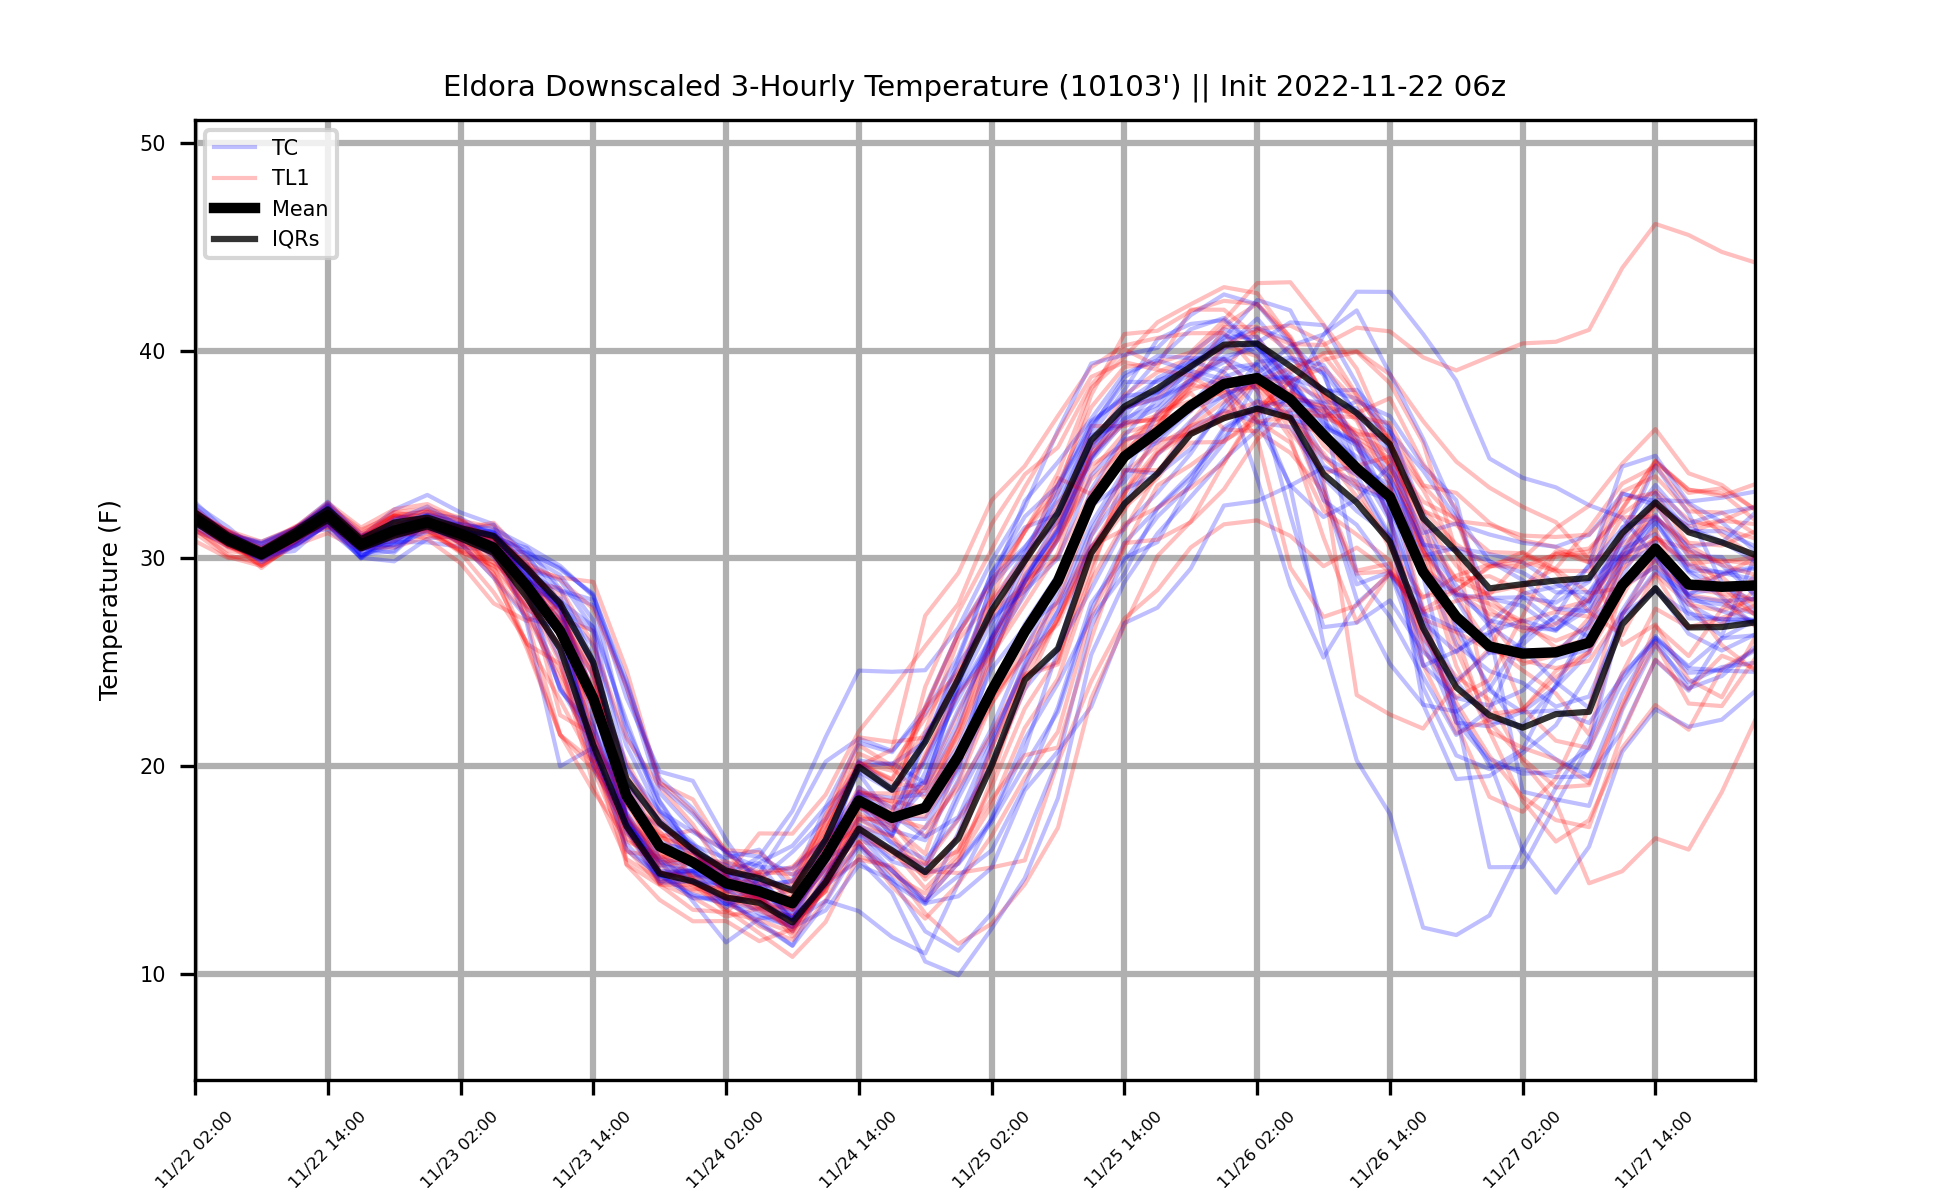 Eldora Downscaled 3-Hourly Temperature (10103') || Init 2022-11-22 06z
TC
TL1
Mean
IQRs
Temperature (F)
50
40
30
20
10
11/22 02:00
11/22 14:00
11/23 02:00
11/23 14:00
11/24 02:00
11/24 14:00
11/25 02:00
11/25 14:00
11/26 02:00
11/26 14:00
11/27 02:00
11/27 14:00